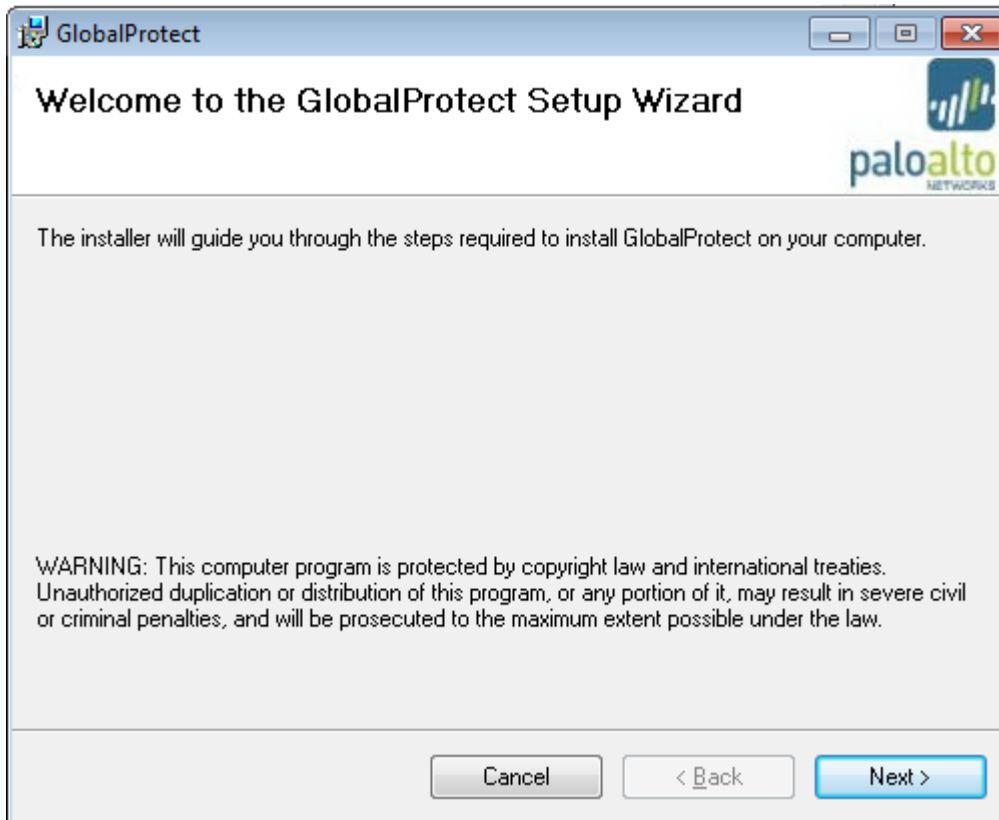 GlobalProtect
Welcome to the GlobalProtect Setup Wizard
paloalto
NETWORKS
The installer will guide you through the steps required to install GlobalProtect on your computer.
WARNING: This computer program is protected by copyright law and international treaties.
Unauthorized duplication or distribution of this program, or any portion of it, may result in severe civil
or criminal penalties, and will be prosecuted to the maximum extent possible under the law.
Cancel
< Back
Next >